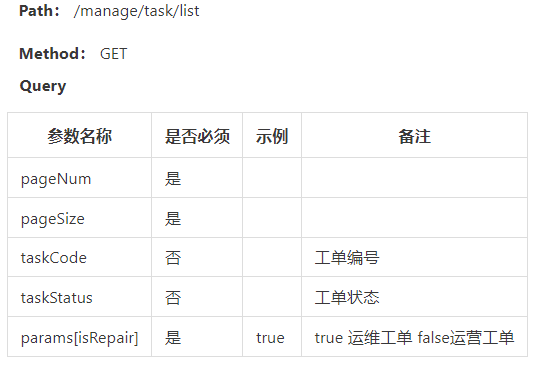 Path： /manage/task/list
Method： GET
Query
参数名称 是否必须 示例 备注
pageNum 是
pageSize 是
taskCode 否 工单编号
taskStatus 否 工单状态
params[isRepair] 是 true true 运维工单 false运营工单